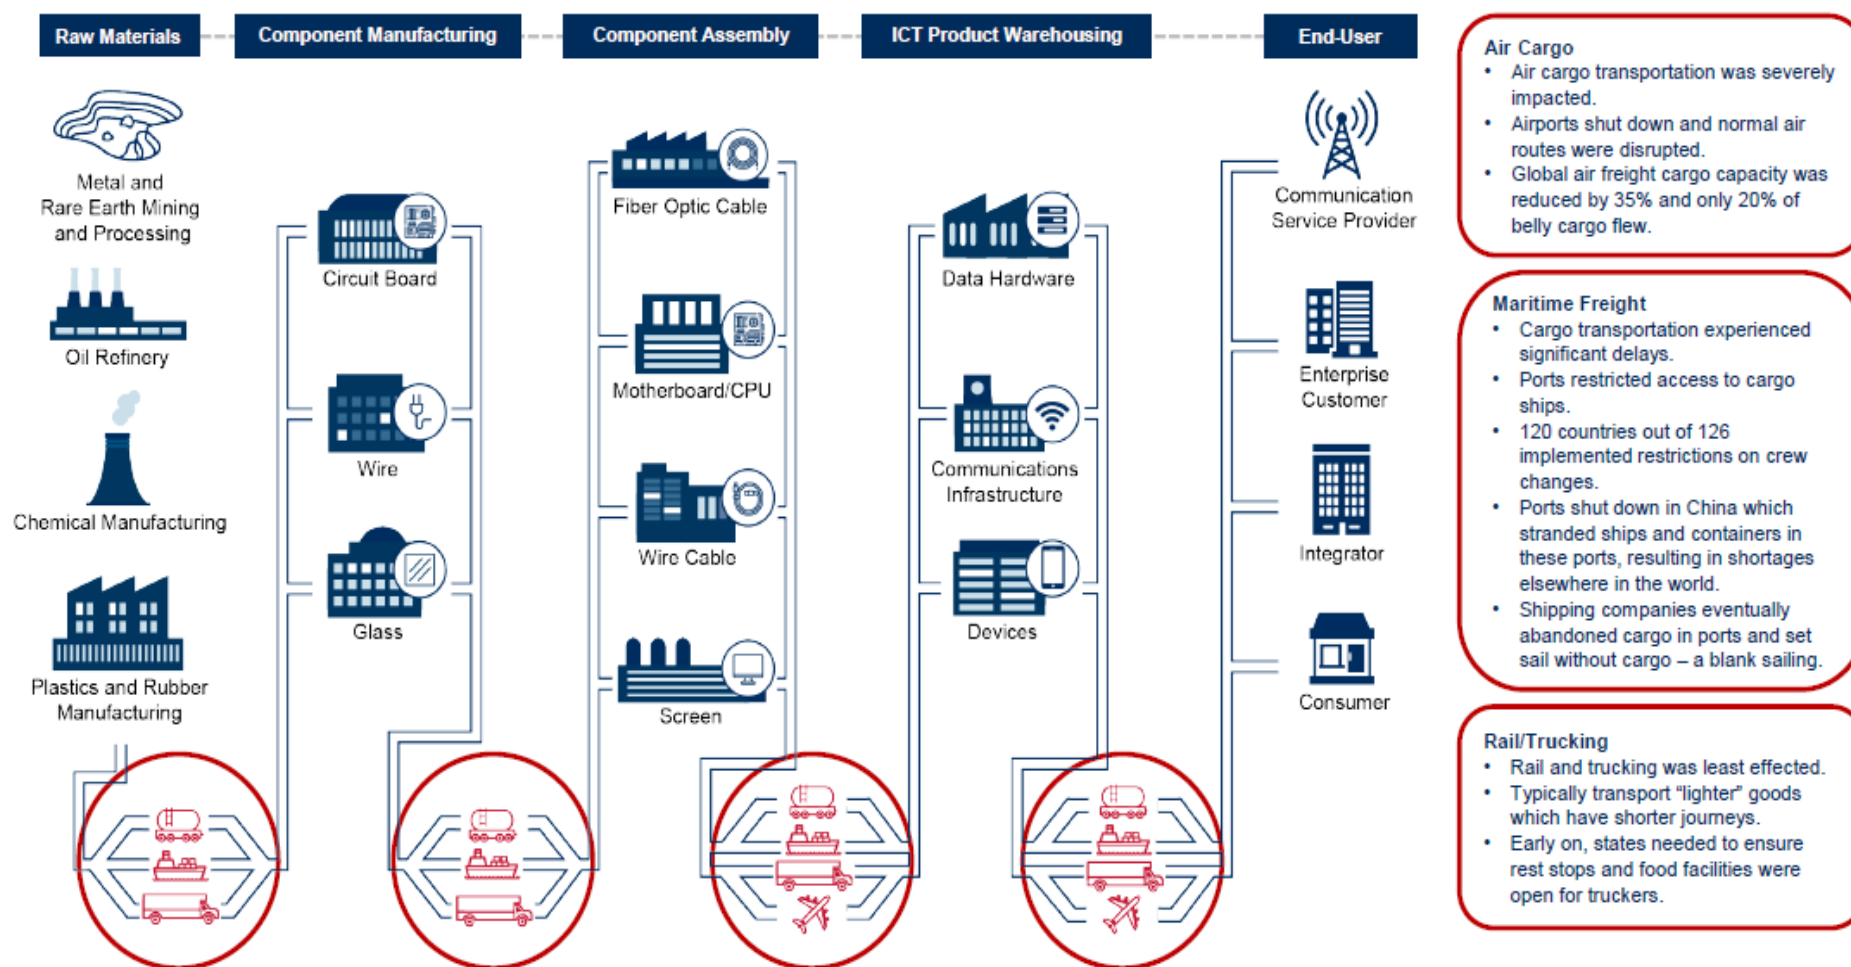 Raw Materials
Component Manufacturing
Component Assembly
ICT Product Warehousing
End-User
Metal and
Rare Earth Mining
and Processing
Oil Refinery
Chemical Manufacturing
Plastics and Rubber
Manufacturing
Circuit Board
Wire
Glass
Fiber Optic Cable
Motherboard/CPU
Wire Cable
Screen
Data Hardware
Communications
Infrastructure
Devices
Communication
Service Provider
Enterprise
Customer
Integrator
Consumer
Air Cargo
• Air cargo transportation was severely
impacted.
• Airports shut down and normal air
routes were disrupted.
• Global air freight cargo capacity was
reduced by 35% and only 20% of
belly cargo flew.
Maritime Freight
• Cargo transportation experienced
significant delays.
• Ports restricted access to cargo
ships.
• 120 countries out of 126
implemented restrictions on crew
changes.
• Ports shut down in China which
stranded ships and containers in
these ports, resulting in shortages
elsewhere in the world.
• Shipping companies eventually
abandoned cargo in ports and set
sail without cargo – a blank sailing.
Rail/Trucking
• Rail and trucking was least effected.
• Typically transport “lighter” goods
which have shorter journeys.
• Early on, states needed to ensure
rest stops and food facilities were
open for truckers.